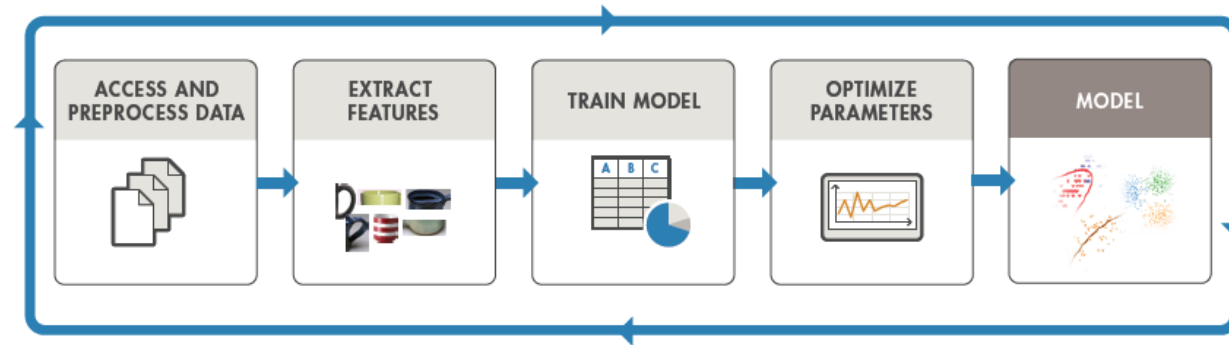 ACCESS AND
PREPROCESS DATA
EXTRACT
FEATURES
TRAIN MODEL
OPTIMIZE
PARAMETERS
MODEL
A B C